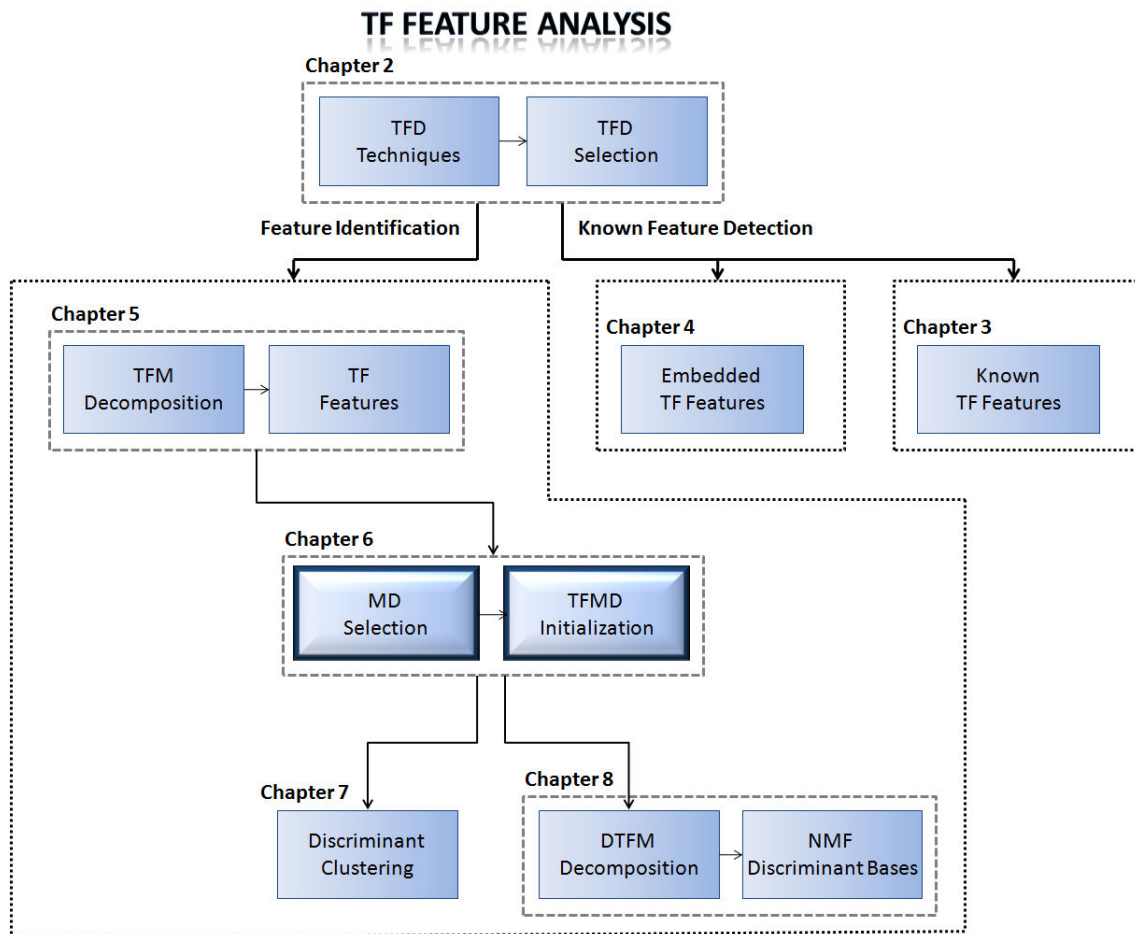 TF FEATURE ANALYSIS
Chapter 2
TFD
Techniques
TFD
Selection
Feature Identification
Known Feature Detection
Chapter 5
TFM
Decomposition
TF
Features
Chapter 4
Embedded
TF Features
Chapter 3
Known
TF Features
Chapter 6
MD
Selection
TFMD
Initialization
Chapter 7
Discriminant
Clustering
Chapter 8
DTFM
Decomposition
NMF
Discriminant Bases